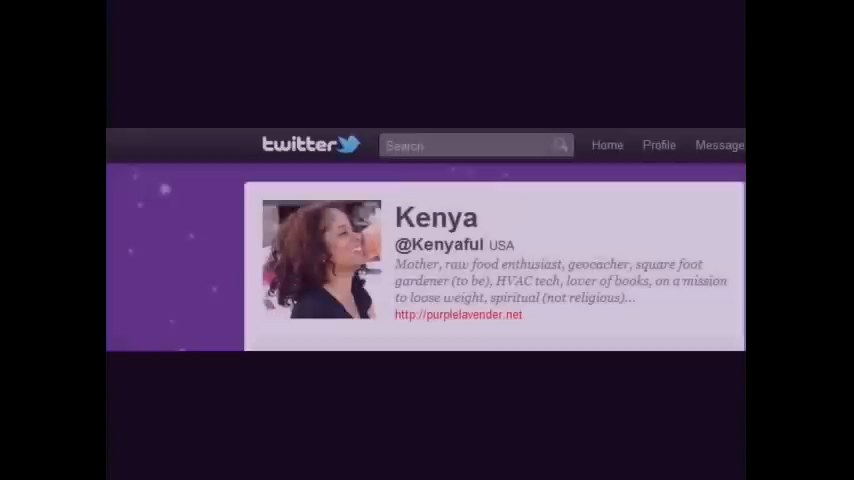 twitter Search Home Profile Message
Kenya
@Kenyaful USA
Mother, raw food enthusiast, geocacher, square foot
gardener (to be), HVAC tech, lover of books, on a mission
to loose weight, spiritual (not religious)...
http://purplelavender.net